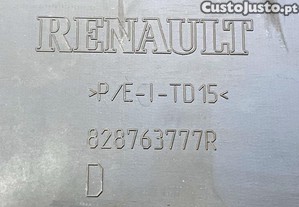 Custojusto.pt
RENAULT
>P/E-I-TD15<
828763777R
D